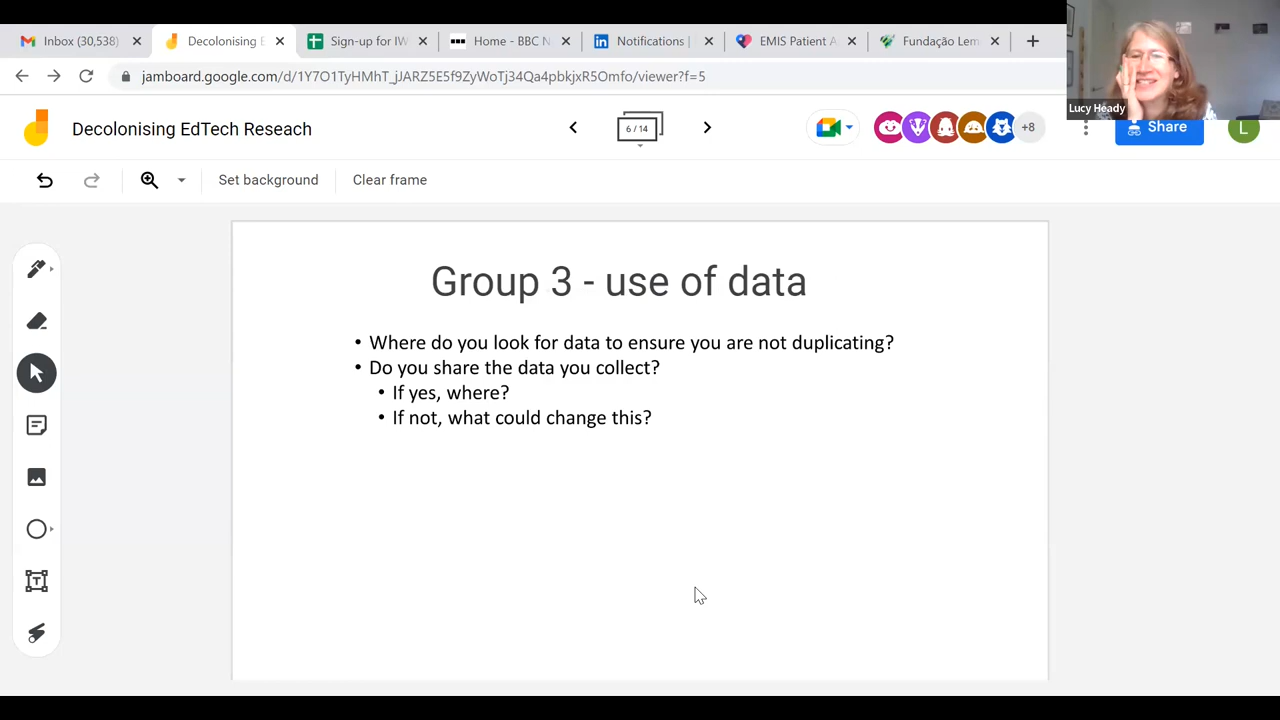 Inbox (30,538)
Decolonising E
Sign-up for IW
Home - BBC N
Notifications |
EMIS Patient A
Fundação Lem
jamboard.google.com/d/1Y7O1TyHMhT_jJARZ5E5f9ZyWoTj34Qa4pbkjxR5Omfo/viewer?f=5
Lucy Heady
Decolonising EdTech Reseach
6 / 14
+8
Share
L
Set background
Clear frame
Group 3 - use of data
• Where do you look for data to ensure you are not duplicating?
• Do you share the data you collect?
• If yes, where?
• If not, what could change this?